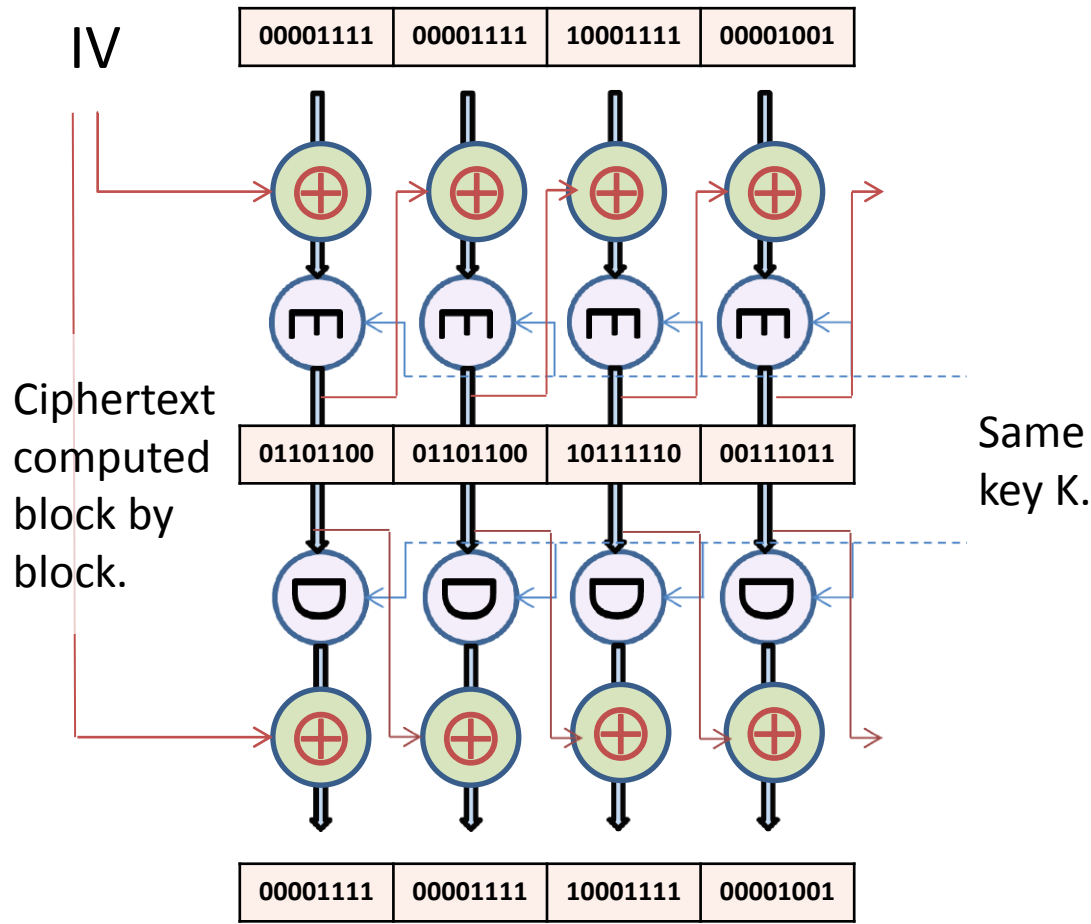 IV
00001111 00001111 10001111 00001001
E E E E
Ciphertext
computed
block by
block.
01101100 01101100 10111110 00111011
Same
key K.
D D D D
00001111 00001111 10001111 00001001